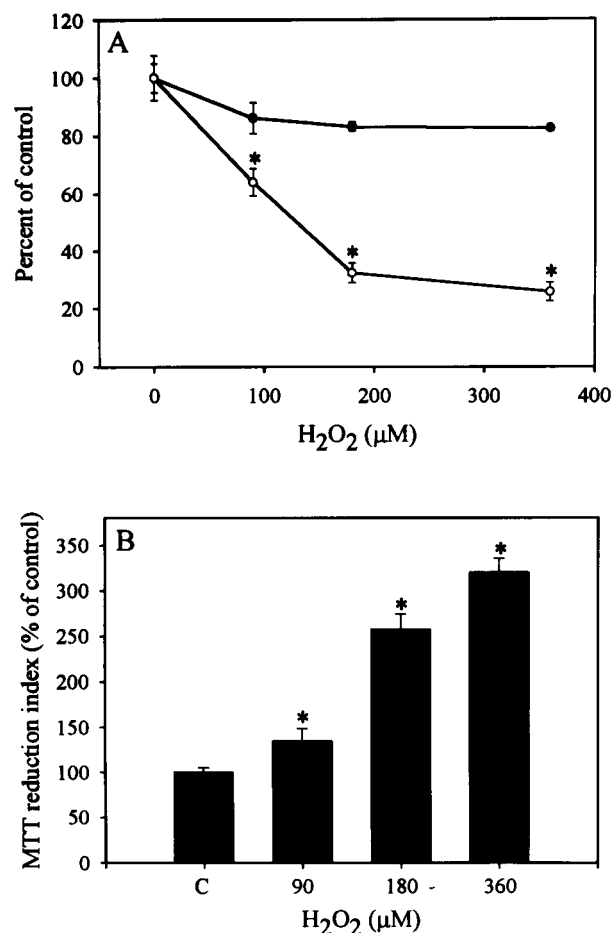 A
Percent of control
120
100
80
60
40
20
0
*
*
*
0 100 200 300 400
H2O2 (μM)
B
MTT reduction index (% of control)
350
300
250
200
150
100
50
0
*
*
*
C 90 180 - 360
H2O2 (μM)